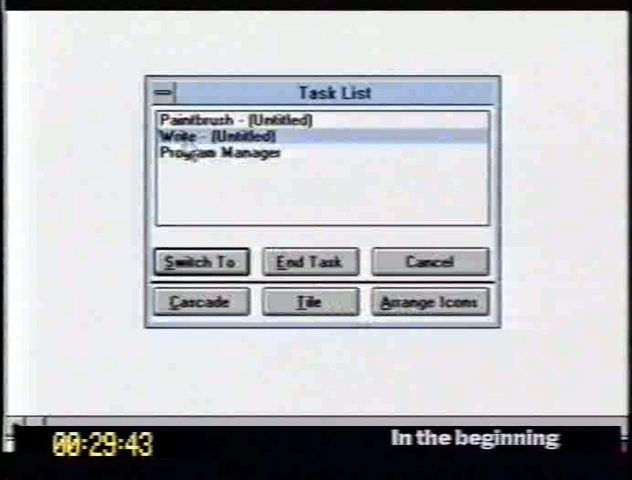 Task List
Paintbrush - (Untitled)
Write - (Untitled)
Program Manager
Switch To
End Task
Cancel
Cascade
Tile
Arrange Icons
00:29:43
In the beginning